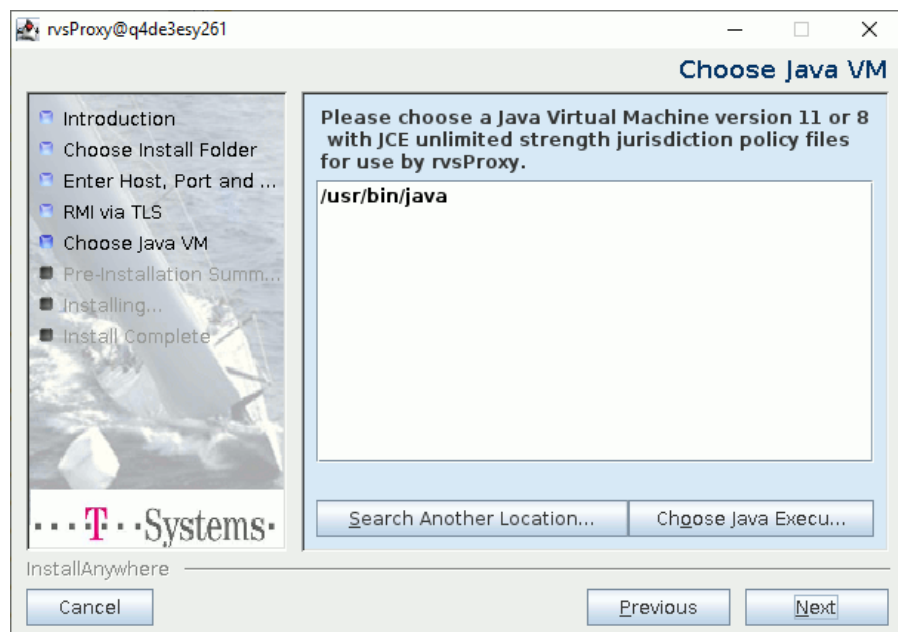 rvsProxy@q4de3esy261
Choose Java VM
Introduction
Choose Install Folder
Enter Host, Port and ...
RMI via TLS
Choose Java VM
Pre-Installation Summ...
Installing...
Install Complete
Please choose a Java Virtual Machine version 11 or 8
with JCE unlimited strength jurisdiction policy files
for use by rvsProxy.
/usr/bin/java
Search Another Location...
Choose Java Execu...
····T··Systems·
InstallAnywhere
Cancel
Previous
Next